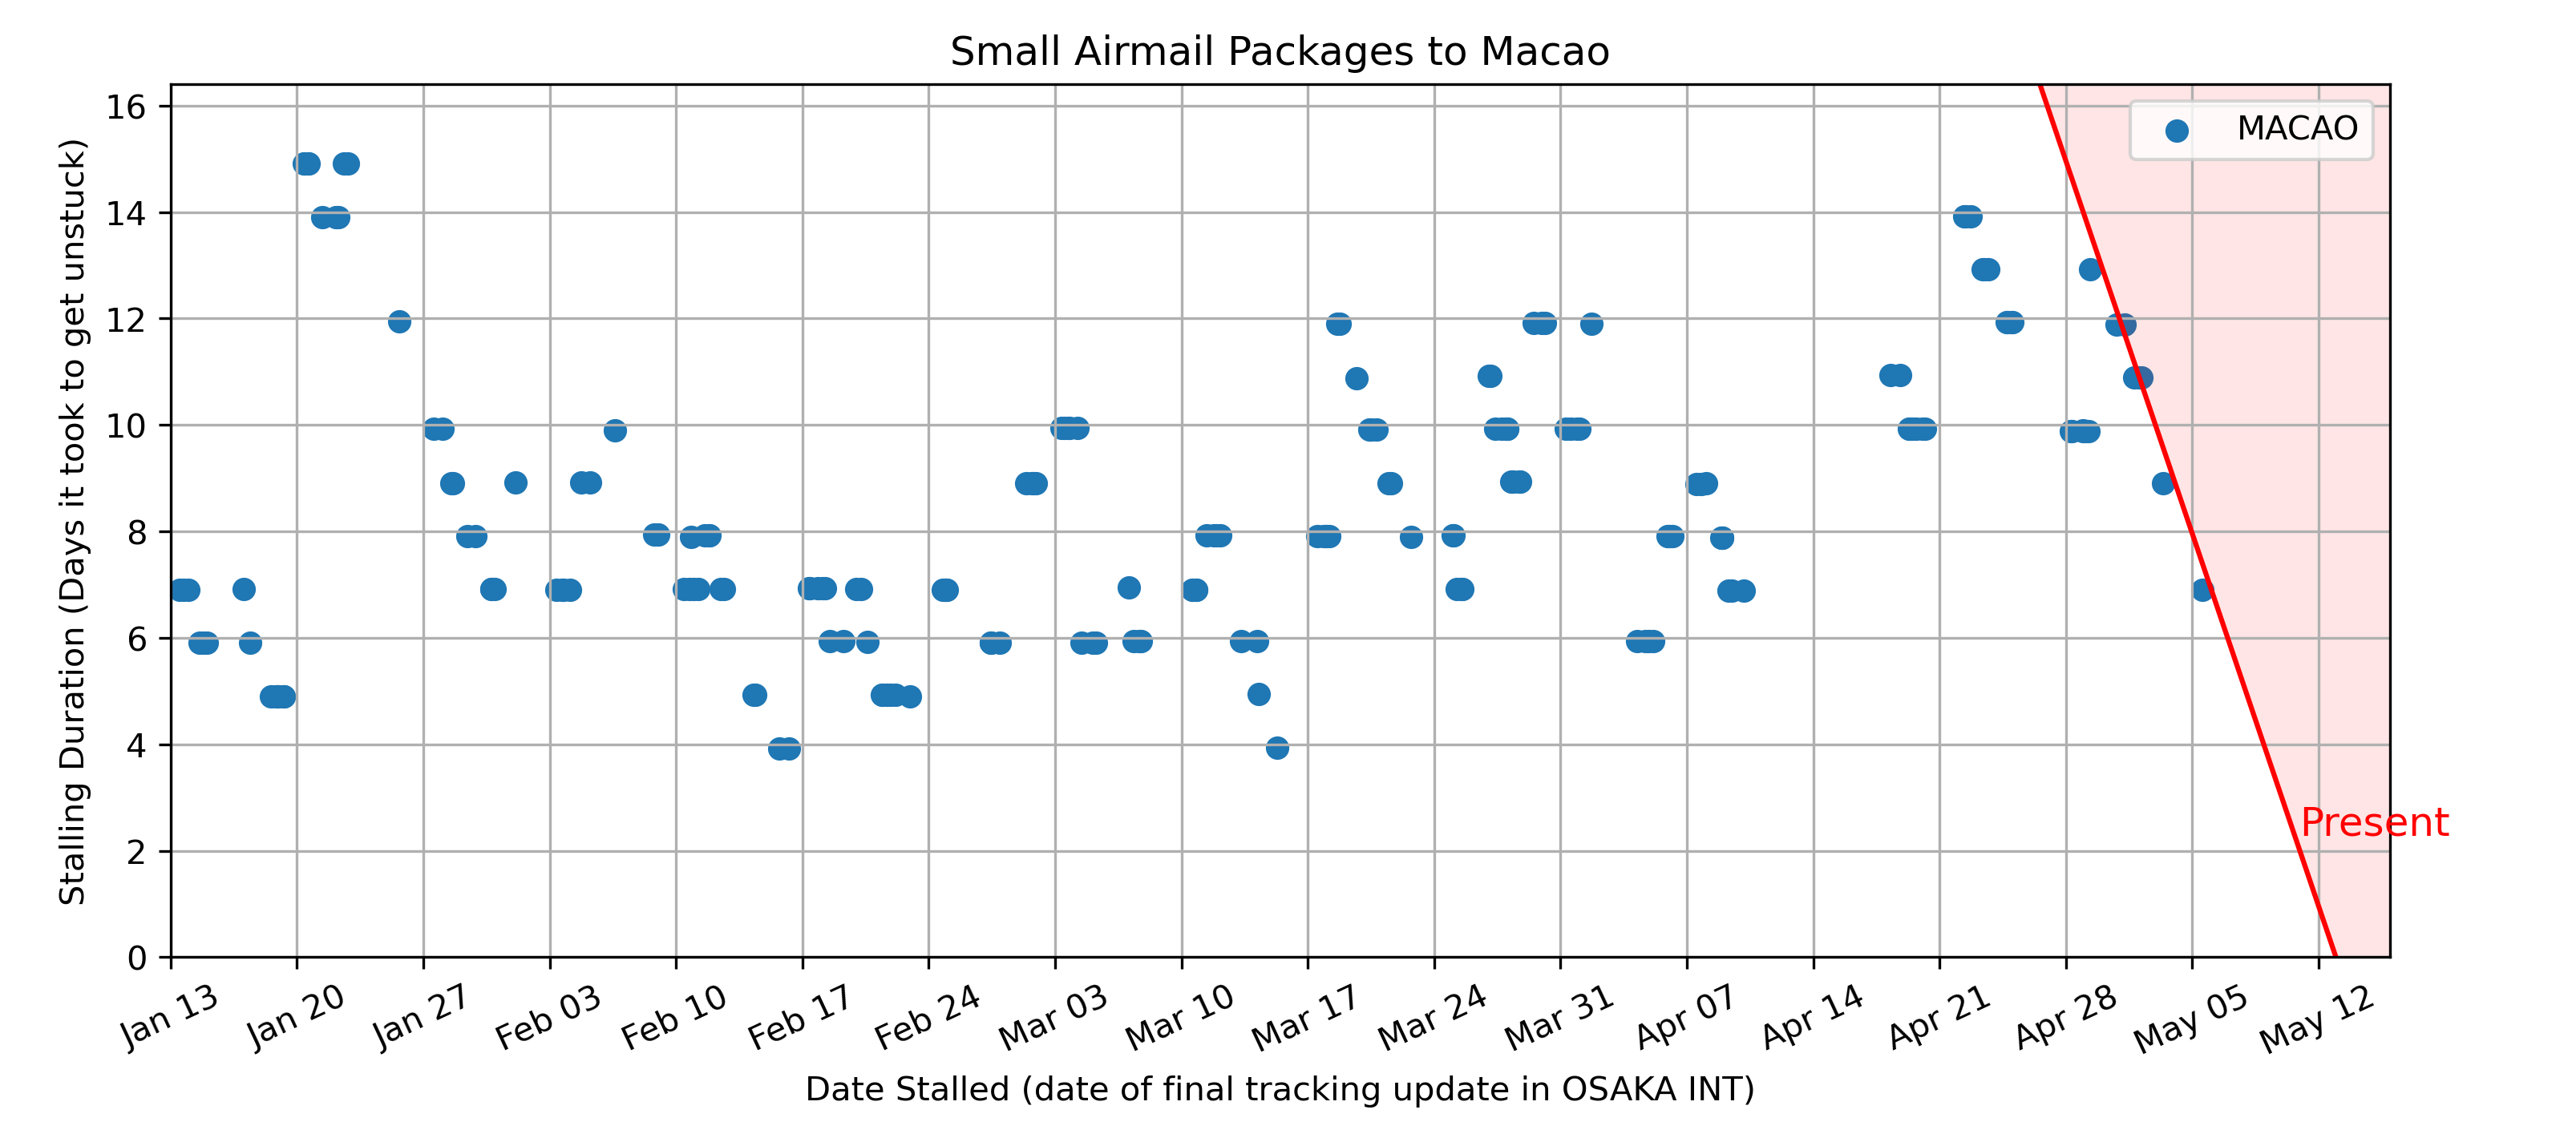 Small Airmail Packages to Macao
Stalling Duration (Days it took to get unstuck)
16
14
12
10
8
6
4
2
0
MACAO
Present
Jan 13
Jan 20
Jan 27
Feb 03
Feb 10
Feb 17
Feb 24
Mar 03
Mar 10
Mar 17
Mar 24
Mar 31
Apr 07
Apr 14
Apr 21
Apr 28
May 05
May 12
Date Stalled (date of final tracking update in OSAKA INT)